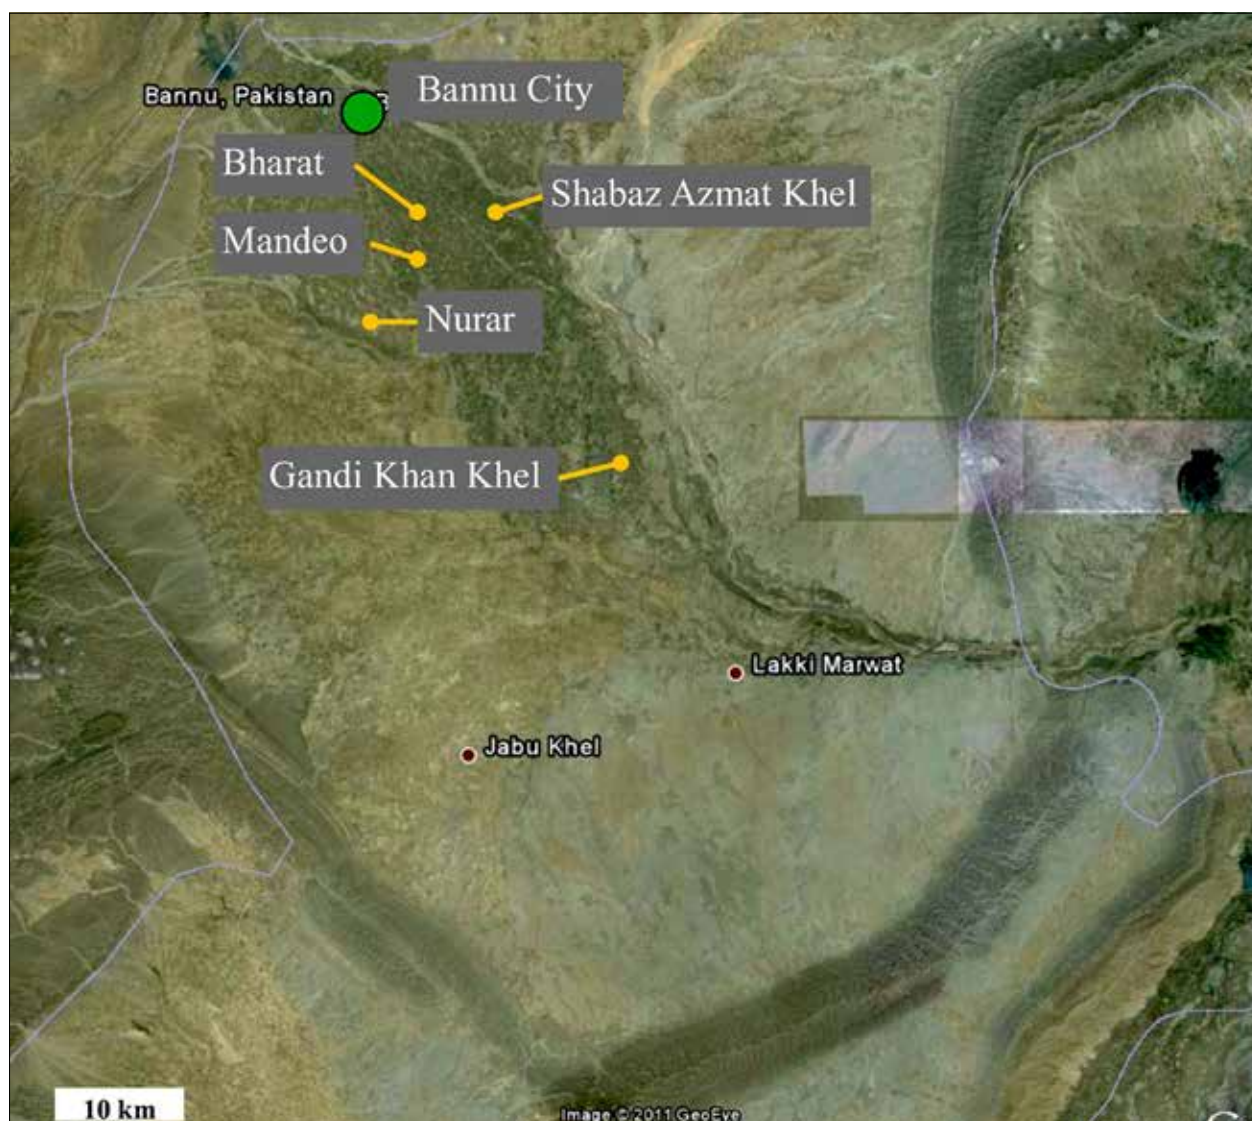 Bannu, Pakistan
Bannu City
Bharat
Shabaz Azmat Khel
Mandeo
Nurar
Gandi Khan Khel
Lakki Marwat
Jabu Khel
10 km
Image © 2011 GeoEye